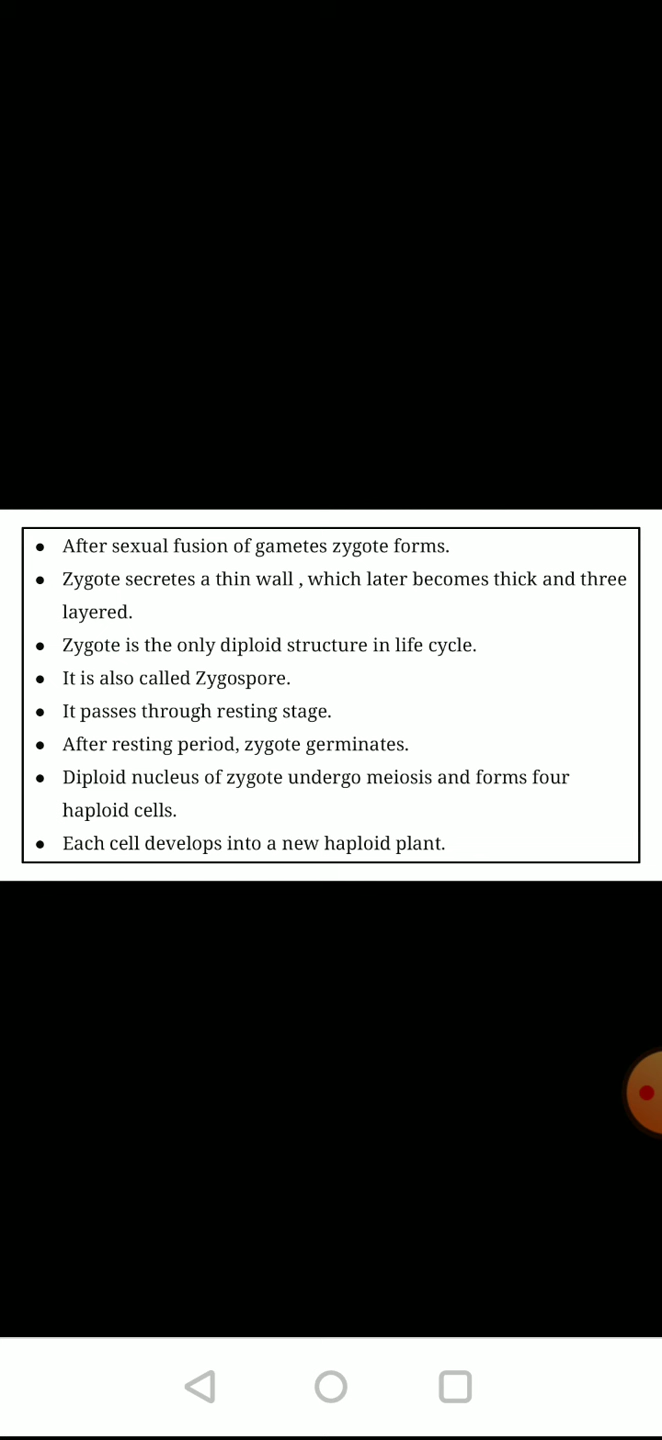 ● After sexual fusion of gametes zygote forms.
● Zygote secretes a thin wall , which later becomes thick and three
layered.
● Zygote is the only diploid structure in life cycle.
● It is also called Zygospore.
● It passes through resting stage.
● After resting period, zygote germinates.
● Diploid nucleus of zygote undergo meiosis and forms four
haploid cells.
● Each cell develops into a new haploid plant.